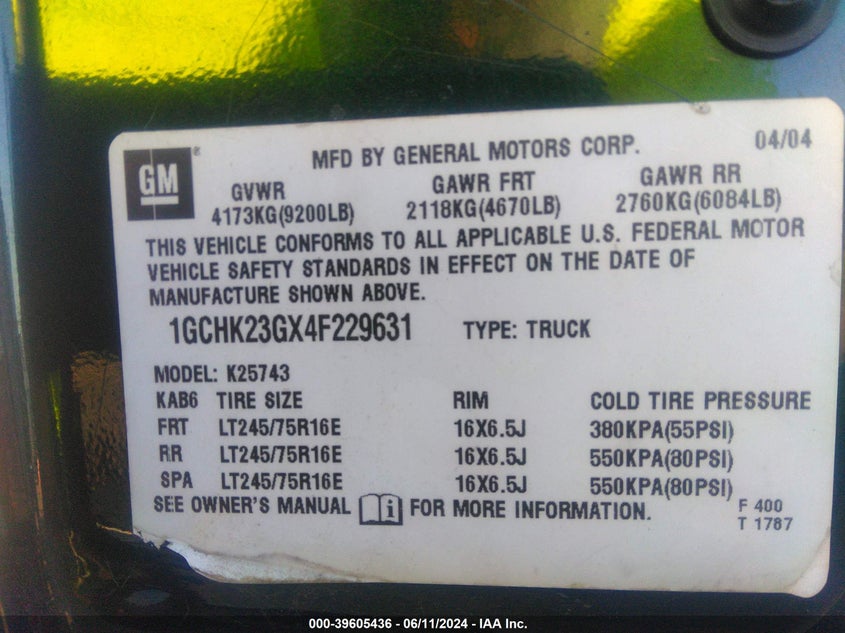 GM ®
MFD BY GENERAL MOTORS CORP. 04/04
GVWR GAWR FRT GAWR RR
4173KG(9200LB) 2118KG(4670LB) 2760KG(6084LB)
THIS VEHICLE CONFORMS TO ALL APPLICABLE U.S. FEDERAL MOTOR
VEHICLE SAFETY STANDARDS IN EFFECT ON THE DATE OF
MANUFACTURE SHOWN ABOVE.
1GCHK23GX4F229631 TYPE: TRUCK
MODEL: K25743
KAB6 TIRE SIZE RIM COLD TIRE PRESSURE
FRT LT245/75R16E 16X6.5J 380KPA(55PSI)
RR LT245/75R16E 16X6.5J 550KPA(80PSI)
SPA LT245/75R16E 16X6.5J 550KPA(80PSI)
SEE OWNER'S MANUAL i FOR MORE INFORMATION.
F 400
T 1787
000-39605436 - 06/11/2024 - IAA Inc.